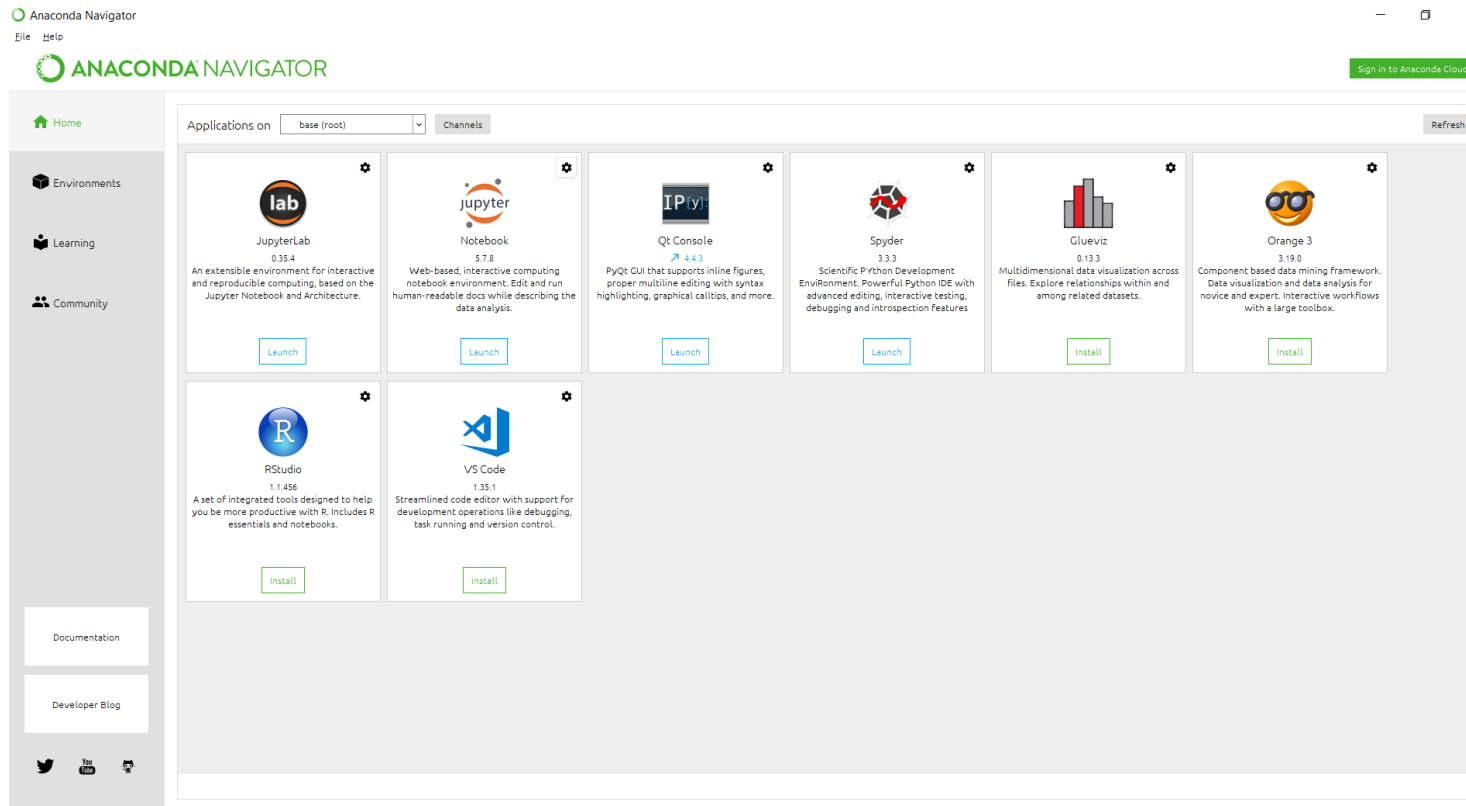 Anaconda Navigator
File Help
ANACONDA NAVIGATOR
Sign in to Anaconda Cloud
Home
Environments
Learning
Community
Documentation
Developer Blog
You
Tube
Applications on base (root) Channels
Refresh
lab
JupyterLab
0.35.4
An extensible environment for interactive
and reproducible computing, based on the
Jupyter Notebook and Architecture.
Launch
jupyter
Notebook
5.7.8
Web-based, interactive computing
notebook environment. Edit and run
human-readable docs while describing the
data analysis.
Launch
IP[y]:
Qt Console
4.4.3
PyQt GUI that supports inline figures,
proper multiline editing with syntax
highlighting, graphical calltips, and more.
Launch
Spyder
3.3.3
Scientific PYthon Development
EnviRonment. Powerful Python IDE with
advanced editing, interactive testing,
debugging and introspection features
Launch
Glueviz
0.13.3
Multidimensional data visualization across
files. Explore relationships within and
among related datasets.
Install
Orange 3
3.19.0
Component based data mining framework.
Data visualization and data analysis for
novice and expert. Interactive workflows
with a large toolbox.
Install
R
RStudio
1.1.456
A set of integrated tools designed to help
you be more productive with R. Includes R
essentials and notebooks.
Install
VS Code
1.35.1
Streamlined code editor with support for
development operations like debugging,
task running and version control.
Install